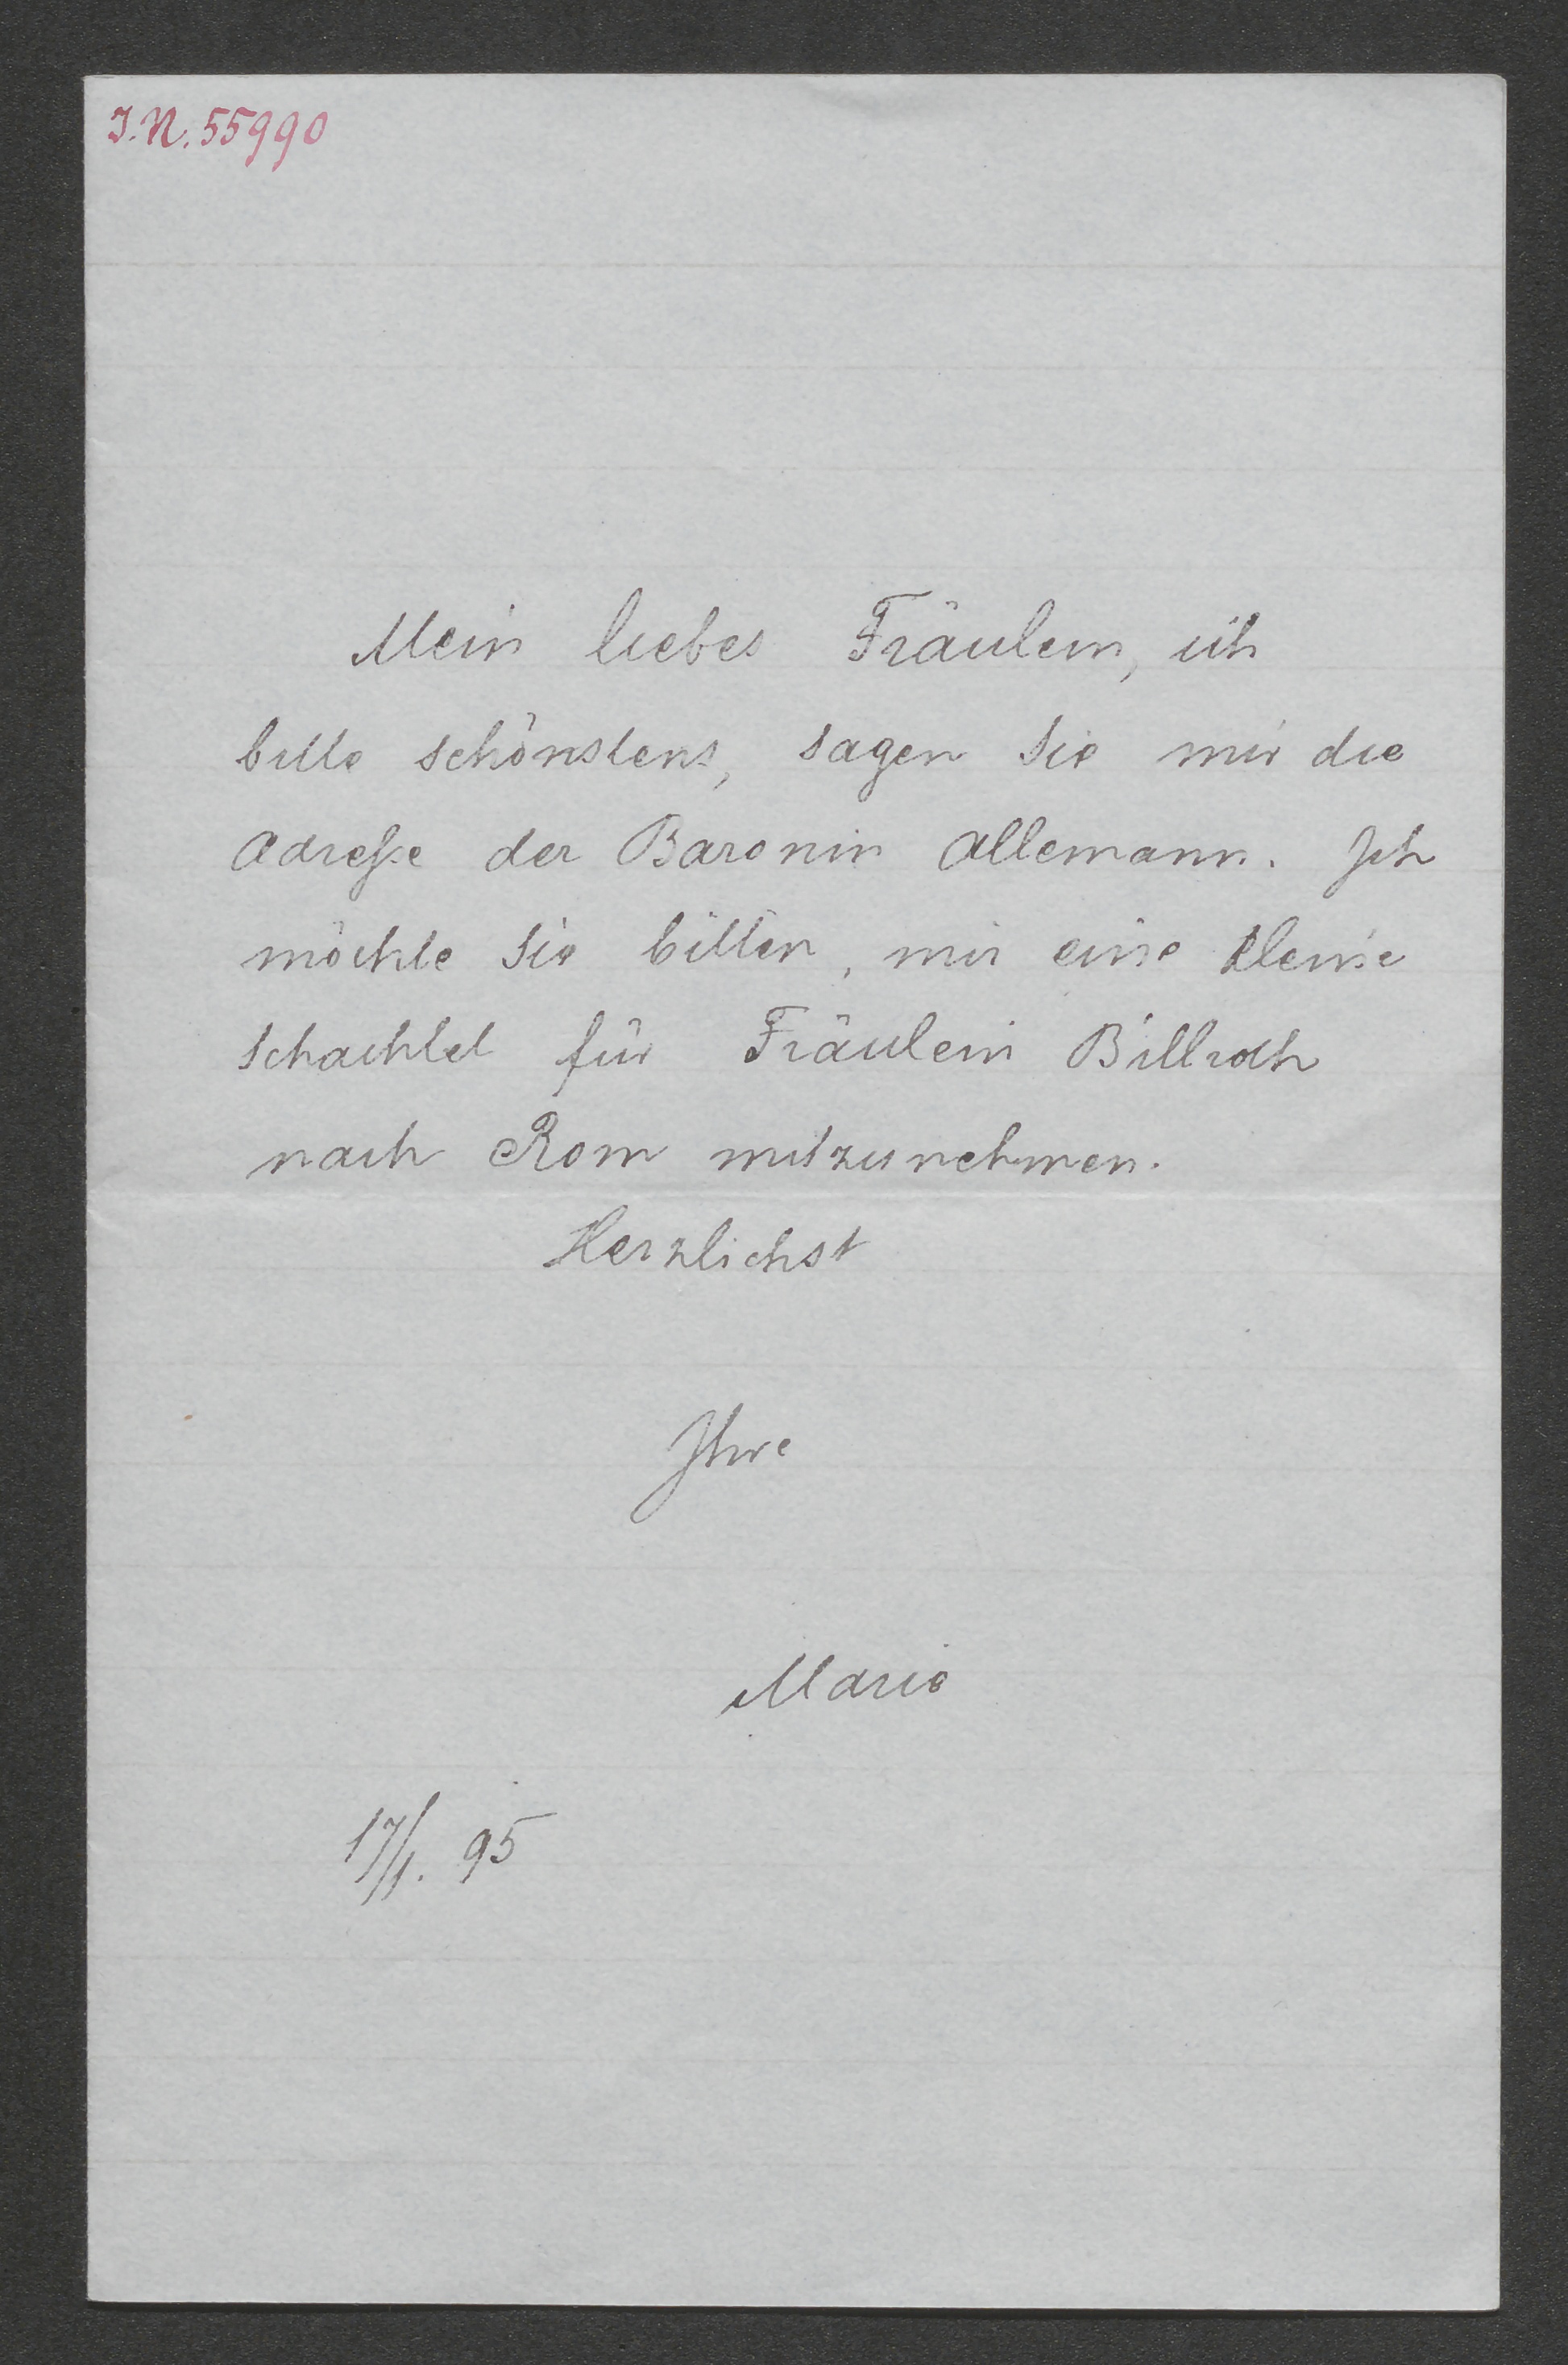 I.N. 55990
Mein liebes Fräulein, ich
bitte schönstens, sagen Sie mir die
Adreße der Baronin Allemann. Ich
möchte Sie bitten, mir eine kleine
Schachtel für Fräulein Billroth
nach Rom mitzunehmen.
Herzlichst
Ihre
Marie
17/1. 95